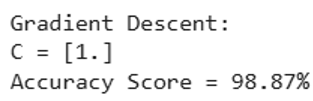 Gradient Descent:
C = [1.]
Accuracy Score = 98.87%